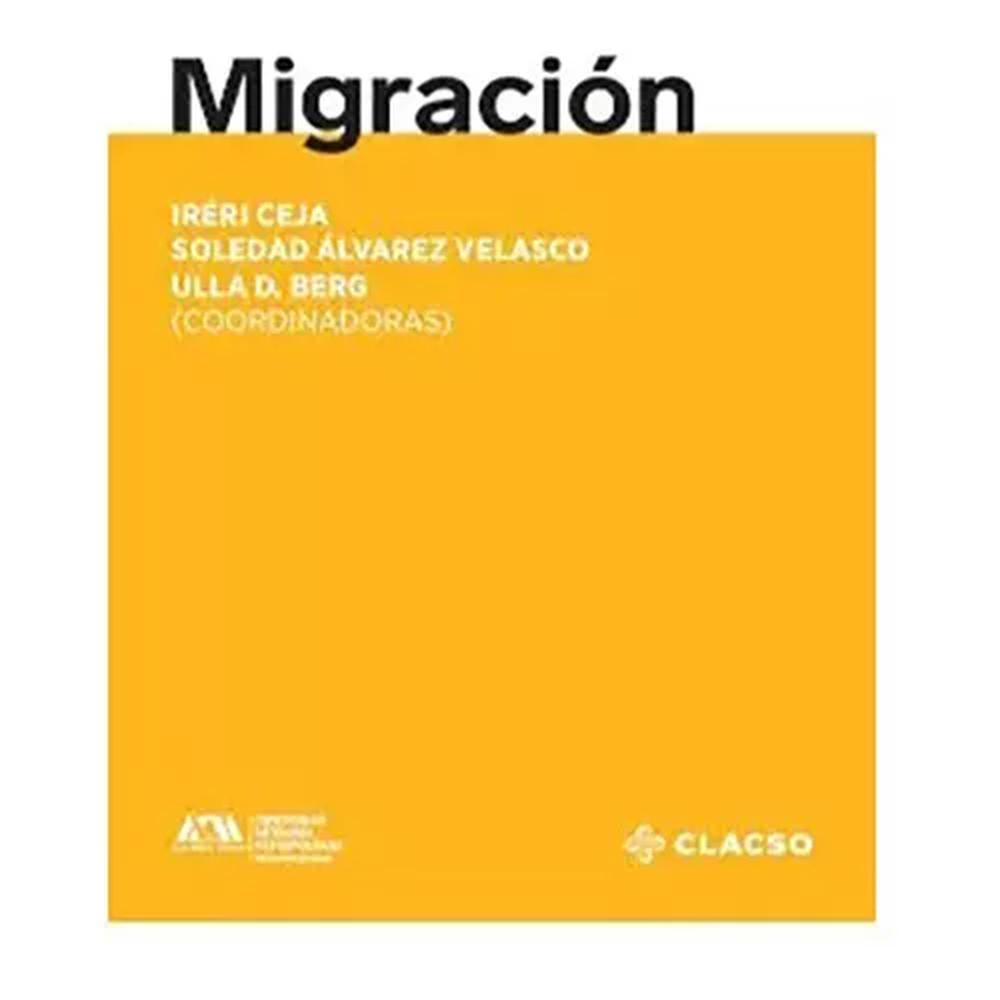 Migración
IRÉRI CEJA
SOLEDAD ÁLVAREZ VELASCO
ULLA D. BERG
(COORDINADORAS)
CLACSO